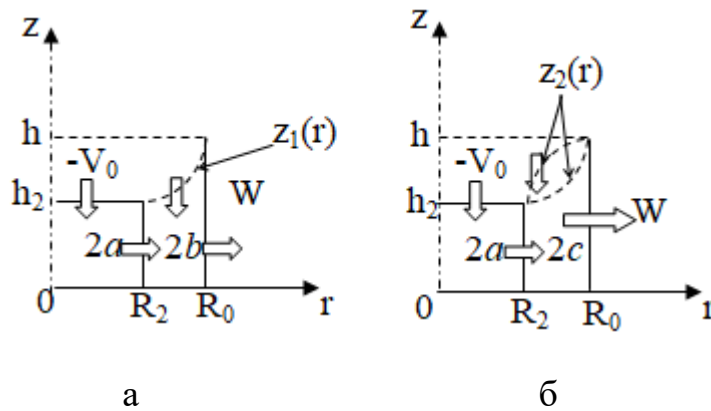 z
h
-V₀
h₂
2a
2b
z₁(r)
W
0
R₂
R₀
r
а
z
h
-V₀
h₂
2a
2c
z₂(r)
W
0
R₂
R₀
r
б